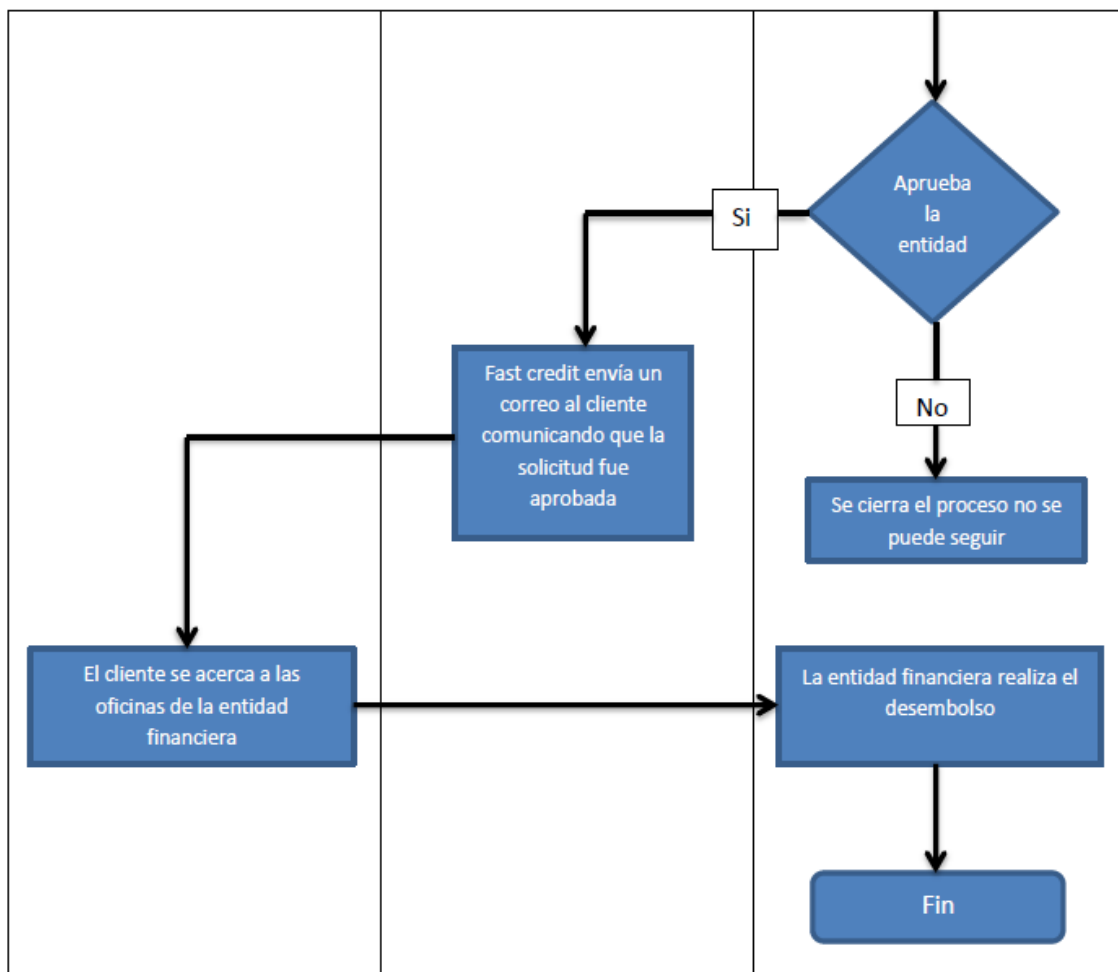 Aprueba
la
entidad
Si
No
Fast credit envía un
correo al cliente
comunicando que la
solicitud fue
aprobada
Se cierra el proceso no se
puede seguir
El cliente se acerca a las
oficinas de la entidad
financiera
La entidad financiera realiza el
desembolso
Fin